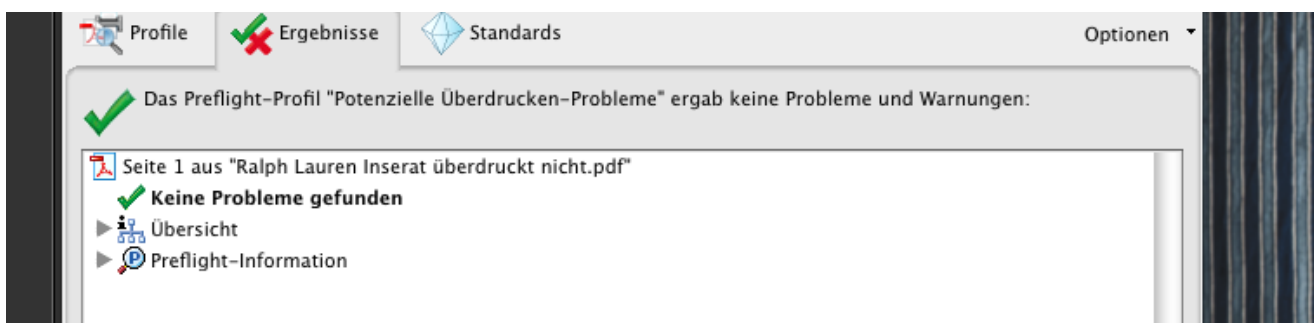 Profile
Ergebnisse
Standards
Optionen
Das Preflight-Profil "Potenzielle Überdrucken-Probleme" ergab keine Probleme und Warnungen:
Seite 1 aus "Ralph Lauren Inserat überdruckt nicht.pdf"
Keine Probleme gefunden
Übersicht
Preflight-Information